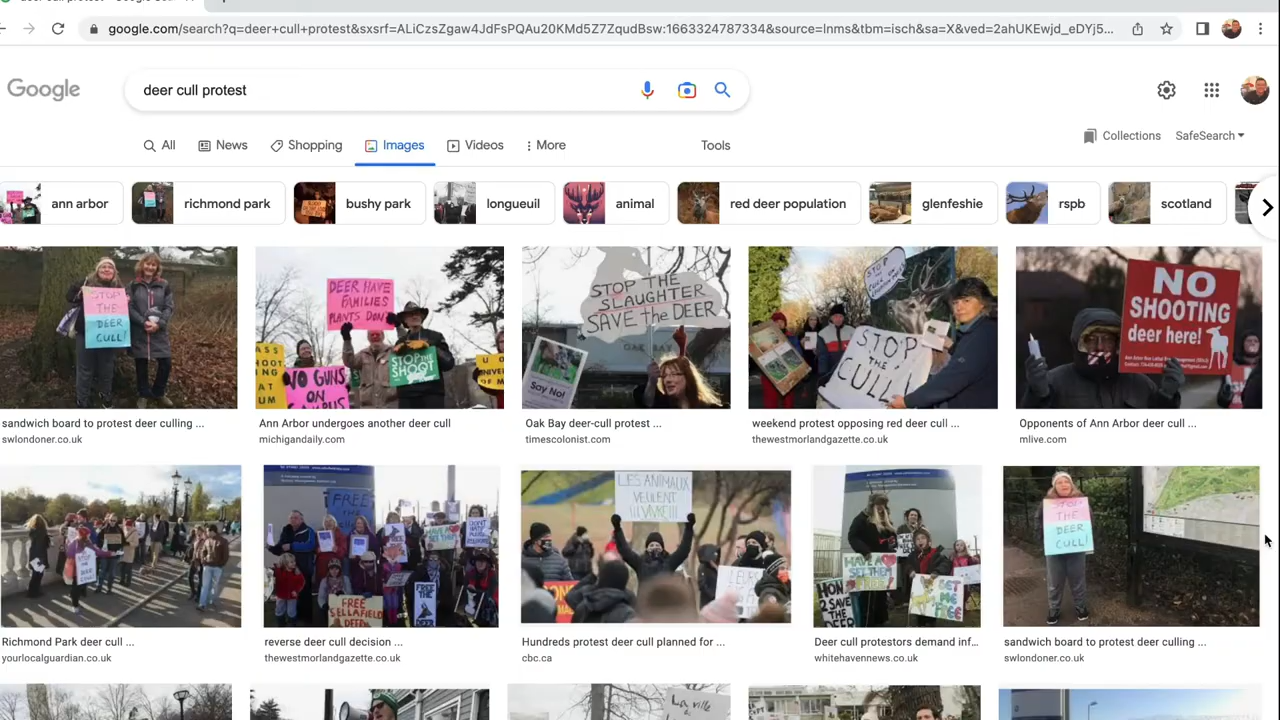 google.com/search?q=deer+cull+protest&sxsrf=ALiCzsZgaw4JdFsPQAu20KMd5Z7ZqudBsw:1663324787334&source=lnms&tbm=isch&sa=X&ved=2ahUKEwjd_eDYj5...
Google
deer cull protest
All
News
Shopping
Images
Videos
More
Tools
Collections
SafeSearch
ann arbor
richmond park
bushy park
longueuil
animal
red deer population
glenfeshie
rspb
scotland
STOP
THE
DEER
CULL!
DEER HAVE
FAMILIES
PLANTS DON'T
NO GUNS
ON CAMPUS
STOP THE
SHOOT
STOP THE
SLAUGHTER
SAVE the DEER
Say No!
STOP
THE
CULL!
NO
SHOOTING
deer here!
sandwich board to protest deer culling ...
swlondoner.co.uk
Ann Arbor undergoes another deer cull
michigandaily.com
Oak Bay deer-cull protest ...
timescolonist.com
weekend protest opposing red deer cull ...
thewestmorlandgazette.co.uk
Opponents of Ann Arbor deer cull ...
mlive.com
FREE
FREE
SELLAFIELD
DEER
FREE
THE
LES ANIMAUX
VEULENT
VIVRE!!!
STOP
THE
DEER
CULL!
Richmond Park deer cull ...
yourlocalguardian.co.uk
reverse deer cull decision ...
thewestmorlandgazette.co.uk
Hundreds protest deer cull planned for ...
cbc.ca
Deer cull protestors demand inf...
whitehavennews.co.uk
sandwich board to protest deer culling ...
swlondoner.co.uk